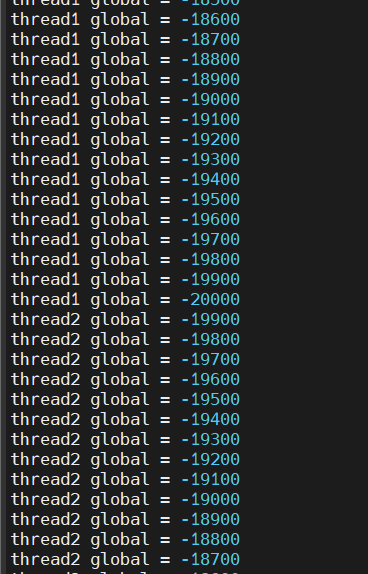 thread1 global = -18500
thread1 global = -18600
thread1 global = -18700
thread1 global = -18800
thread1 global = -18900
thread1 global = -19000
thread1 global = -19100
thread1 global = -19200
thread1 global = -19300
thread1 global = -19400
thread1 global = -19500
thread1 global = -19600
thread1 global = -19700
thread1 global = -19800
thread1 global = -19900
thread1 global = -20000
thread2 global = -19900
thread2 global = -19800
thread2 global = -19700
thread2 global = -19600
thread2 global = -19500
thread2 global = -19400
thread2 global = -19300
thread2 global = -19200
thread2 global = -19100
thread2 global = -19000
thread2 global = -18900
thread2 global = -18800
thread2 global = -18700